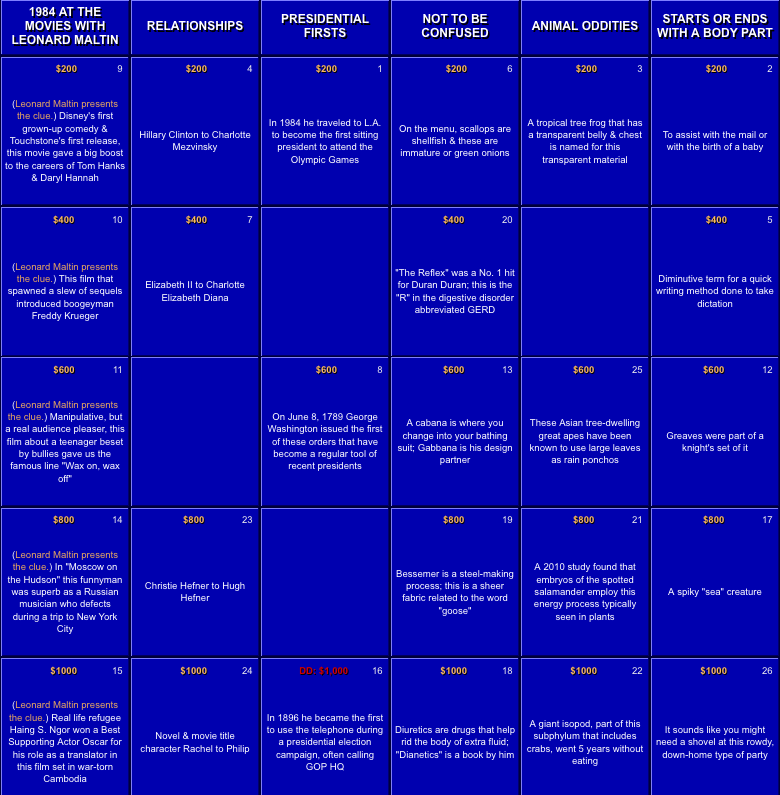 1984 AT THE
MOVIES WITH
LEONARD MALTIN
RELATIONSHIPS
PRESIDENTIAL
FIRSTS
NOT TO BE
CONFUSED
ANIMAL ODDITIES
STARTS OR ENDS
WITH A BODY PART
$200 9
(Leonard Maltin presents
the clue.) Disney's first
grown-up comedy &
Touchstone's first release,
this movie gave a big boost
to the careers of Tom Hanks
& Daryl Hannah
$200 4
Hillary Clinton to Charlotte
Mezvinsky
$200 1
In 1984 he traveled to L.A.
to become the first sitting
president to attend the
Olympic Games
$200 6
On the menu, scallops are
shellfish & these are
immature or green onions
$200 3
A tropical tree frog that has
a transparent belly & chest
is named for this
transparent material
$200 2
To assist with the mail or
with the birth of a baby
$400 10
(Leonard Maltin presents
the clue.) This film that
spawned a slew of sequels
introduced boogeyman
Freddy Krueger
$400 7
Elizabeth II to Charlotte
Elizabeth Diana
$400 20
"The Reflex" was a No. 1 hit
for Duran Duran; this is the
"R" in the digestive disorder
abbreviated GERD
$400 5
Diminutive term for a quick
writing method done to take
dictation
$600 11
(Leonard Maltin presents
the clue.) Manipulative, but
a real audience pleaser, this
film about a teenager beset
by bullies gave us the
famous line "Wax on, wax
off"
$600 8
On June 8, 1789 George
Washington issued the first
of these orders that have
become a regular tool of
recent presidents
$600 13
A cabana is where you
change into your bathing
suit; Gabbana is his design
partner
$600 25
These Asian tree-dwelling
great apes have been
known to use large leaves
as rain ponchos
$600 12
Greaves were part of a
knight's set of it
$800 14
(Leonard Maltin presents
the clue.) In "Moscow on
the Hudson" this funnyman
was superb as a Russian
musician who defects
during a trip to New York
City
$800 23
Christie Hefner to Hugh
Hefner
$800 19
Bessemer is a steel-making
process; this is a sheer
fabric related to the word
"goose"
$800 21
A 2010 study found that
embryos of the spotted
salamander employ this
energy process typically
seen in plants
$800 17
A spiky "sea" creature
$1000 15
(Leonard Maltin presents
the clue.) Real life refugee
Haing S. Ngor won a Best
Supporting Actor Oscar for
his role as a translator in
this film set in war-torn
Cambodia
$1000 24
Novel & movie title
character Rachel to Philip
DD: $1,000 16
In 1896 he became the first
to use the telephone during
a presidential election
campaign, often calling
GOP HQ
$1000 18
Diuretics are drugs that help
rid the body of extra fluid;
"Dianetics" is a book by him
$1000 22
A giant isopod, part of this
subphylum that includes
crabs, went 5 years without
eating
$1000 26
It sounds like you might
need a shovel at this rowdy,
down-home type of party